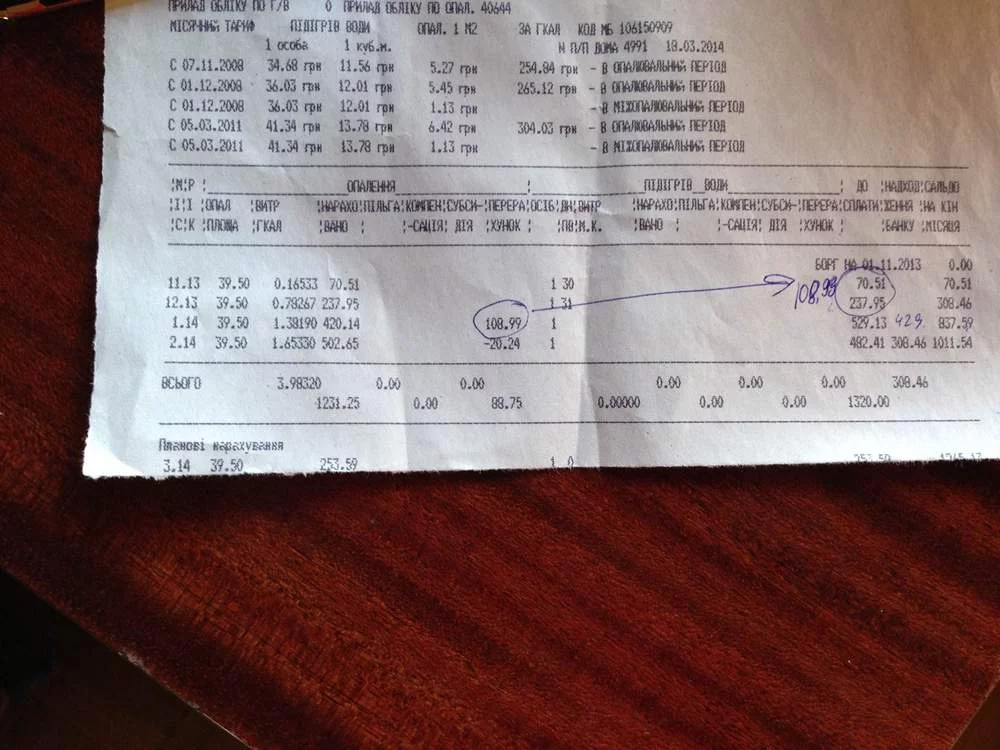 ПРИЛАД ОБЛІКУ ПО Г/В 0 ПРИЛАД ОБЛІКУ ПО ОПАЛ. 40644
МІСЯЧНИЙ ТАРИФ ПІДІГРІВ ВОДИ ОПАЛ. 1 М2 ЗА ГКАЛ КОД МБ 106150909
1 особа 1 куб.м. N П/П ДОМА 4991 18.03.2014
С 07.11.2008 34.68 грн 11.56 грн 5.27 грн 254.84 грн - В ОПАЛЮВАЛЬНИЙ ПЕРІОД
С 01.12.2008 36.03 грн 12.01 грн 5.45 грн 265.12 грн - В ОПАЛЮВАЛЬНИЙ ПЕРІОД
С 01.12.2008 36.03 грн 12.01 грн 1.13 грн - В МІЖОПАЛЮВАЛЬНИЙ ПЕРІОД
С 05.03.2011 41.34 грн 13.78 грн 6.42 грн 304.03 грн - В ОПАЛЮВАЛЬНИЙ ПЕРІОД
С 05.03.2011 41.34 грн 13.78 грн 1.13 грн - В МІЖОПАЛЮВАЛЬНИЙ ПЕРІОД
¦М¦Р ¦ ОПАЛЕННЯ ¦ ПІДІГРІВ ВОДИ ¦ ДО ¦НАДХОД¦САЛЬДО
¦І¦І ¦ ОПАЛ ¦ВИТР ¦НАРАХО¦ПІЛЬГА¦КОМПЕН¦СУБСИ-¦ПЕРЕРА¦ОСІБ¦ДН¦ВИТР ¦НАРАХО¦ПІЛЬГА¦КОМПЕН¦СУБСИ-¦ПЕРЕРА¦СПЛАТИ¦ЖЕННЯ ¦НА КІН
¦С¦К ¦ПЛОЩА ¦ГКАЛ ¦ВАНО ¦ ¦-САЦІЯ¦ ДІЯ ¦ХУНОК ¦ ¦ПВ¦М.К. ¦ВАНО ¦ ¦-САЦІЯ¦ ДІЯ ¦ХУНОК ¦ ¦БАНКУ ¦МІСЯЦЯ
БОРГ НА 01.11.2013 0.00
11.13 39.50 0.16533 70.51 1 30 108,99 70.51 70.51
12.13 39.50 0.78267 237.95 1 31 237.95 308.46
1.14 39.50 1.38190 420.14 108.99 1 529.13 429. 837.59
2.14 39.50 1.65330 502.65 -20.24 1 482.41 308.46 1011.54
ВСЬОГО 3.98320 0.00 0.00 0.00 0.00 0.00 308.46
1231.25 0.00 88.75 0.00000 0.00 0.00 1320.00
Планові нарахування
3.14 39.50 253.59 1 0 253.59